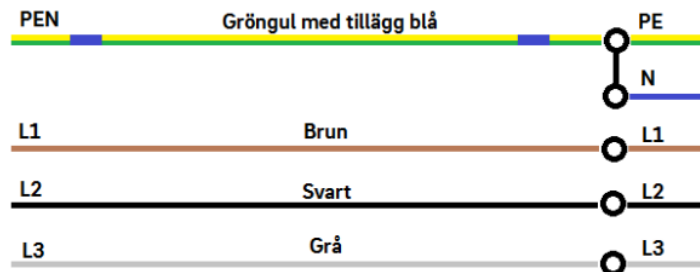 PEN Gröngul med tillägg blå PE
N
L1 Brun L1
L2 Svart L2
L3 Grå L3